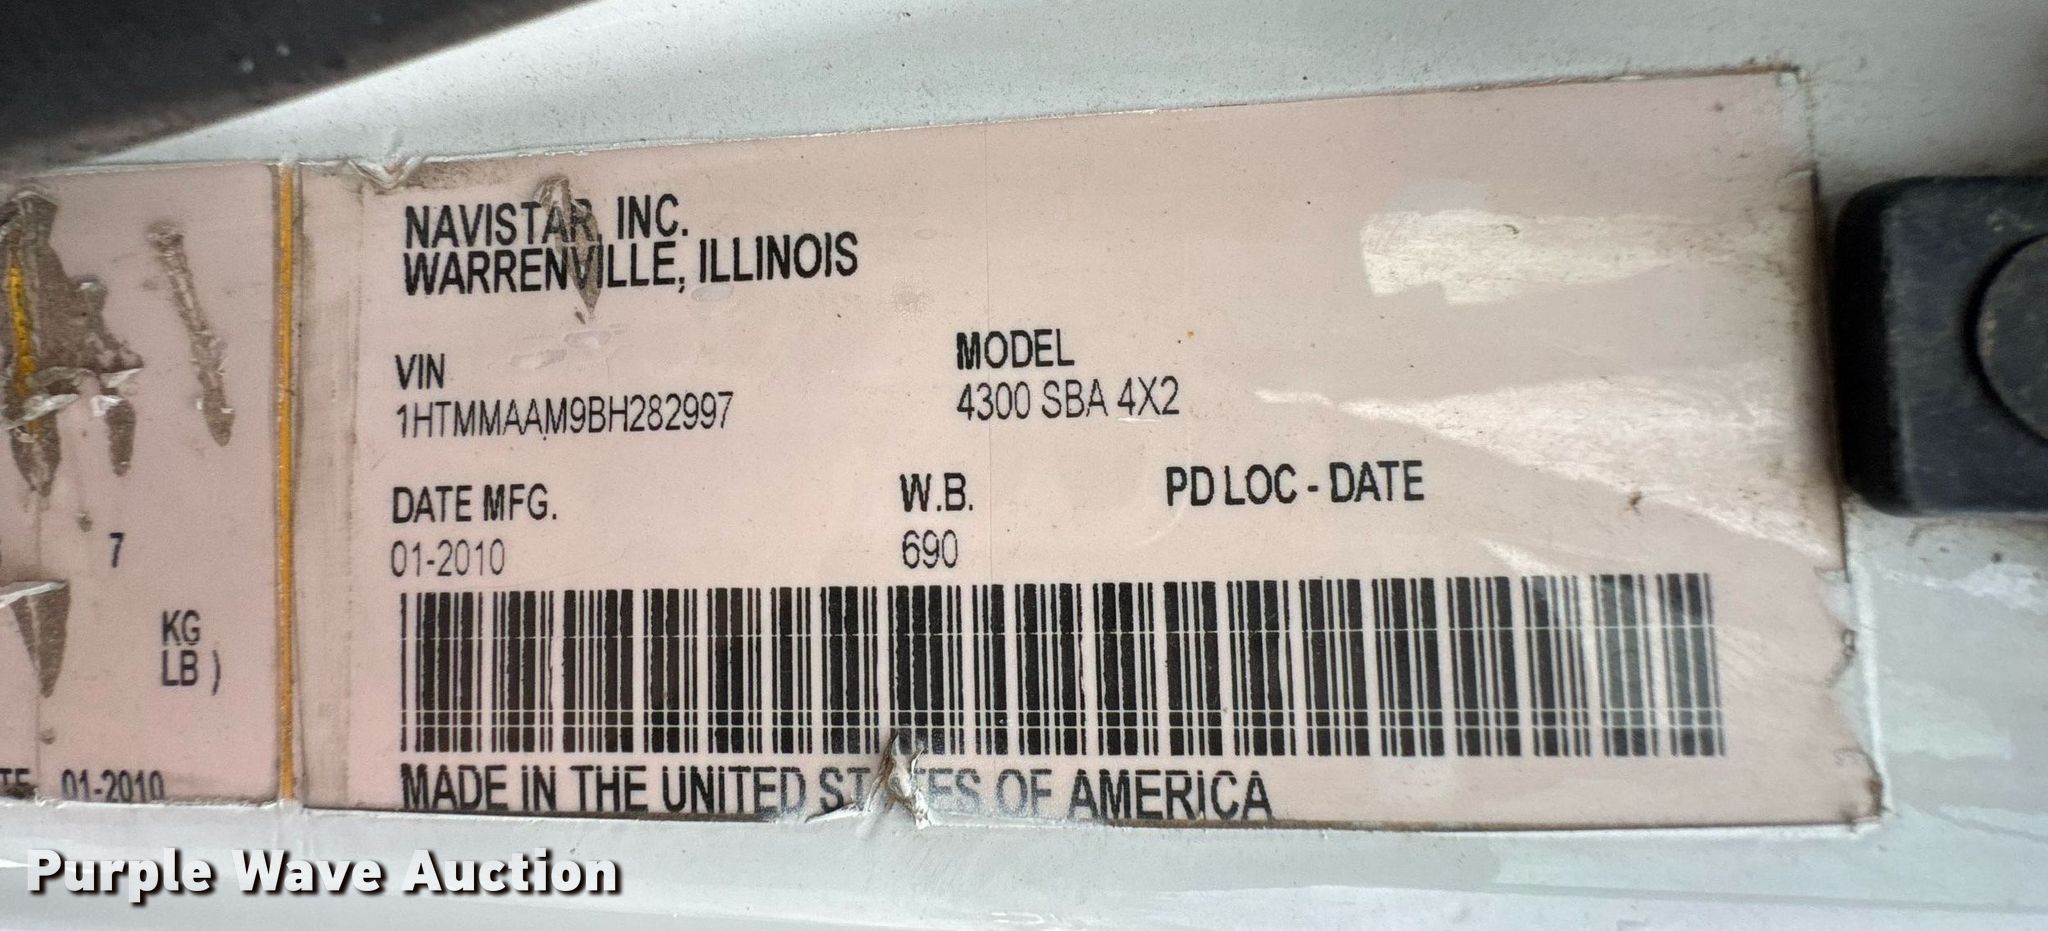 NAVISTAR, INC.
WARRENVILLE, ILLINOIS
VIN
1HTMMAAM9BH282997
MODEL
4300 SBA 4X2
DATE MFG.
01-2010
W.B.
690
PD LOC - DATE
MADE IN THE UNITED STATES OF AMERICA
7
KG
LB )
01-2010
Purple Wave Auction